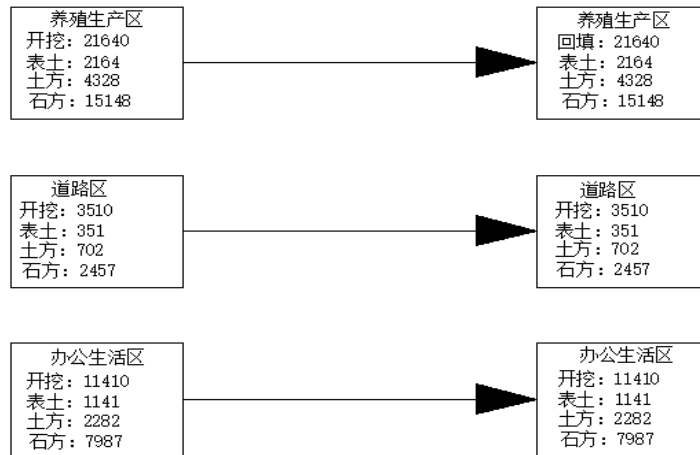 养殖生产区
开挖：21640
表土：2164
土方：4328
石方：15148
养殖生产区
回填：21640
表土：2164
土方：4328
石方：15148
道路区
开挖：3510
表土：351
土方：702
石方：2457
道路区
开挖：3510
表土：351
土方：702
石方：2457
办公生活区
开挖：11410
表土：1141
土方：2282
石方：7987
办公生活区
开挖：11410
表土：1141
土方：2282
石方：7987